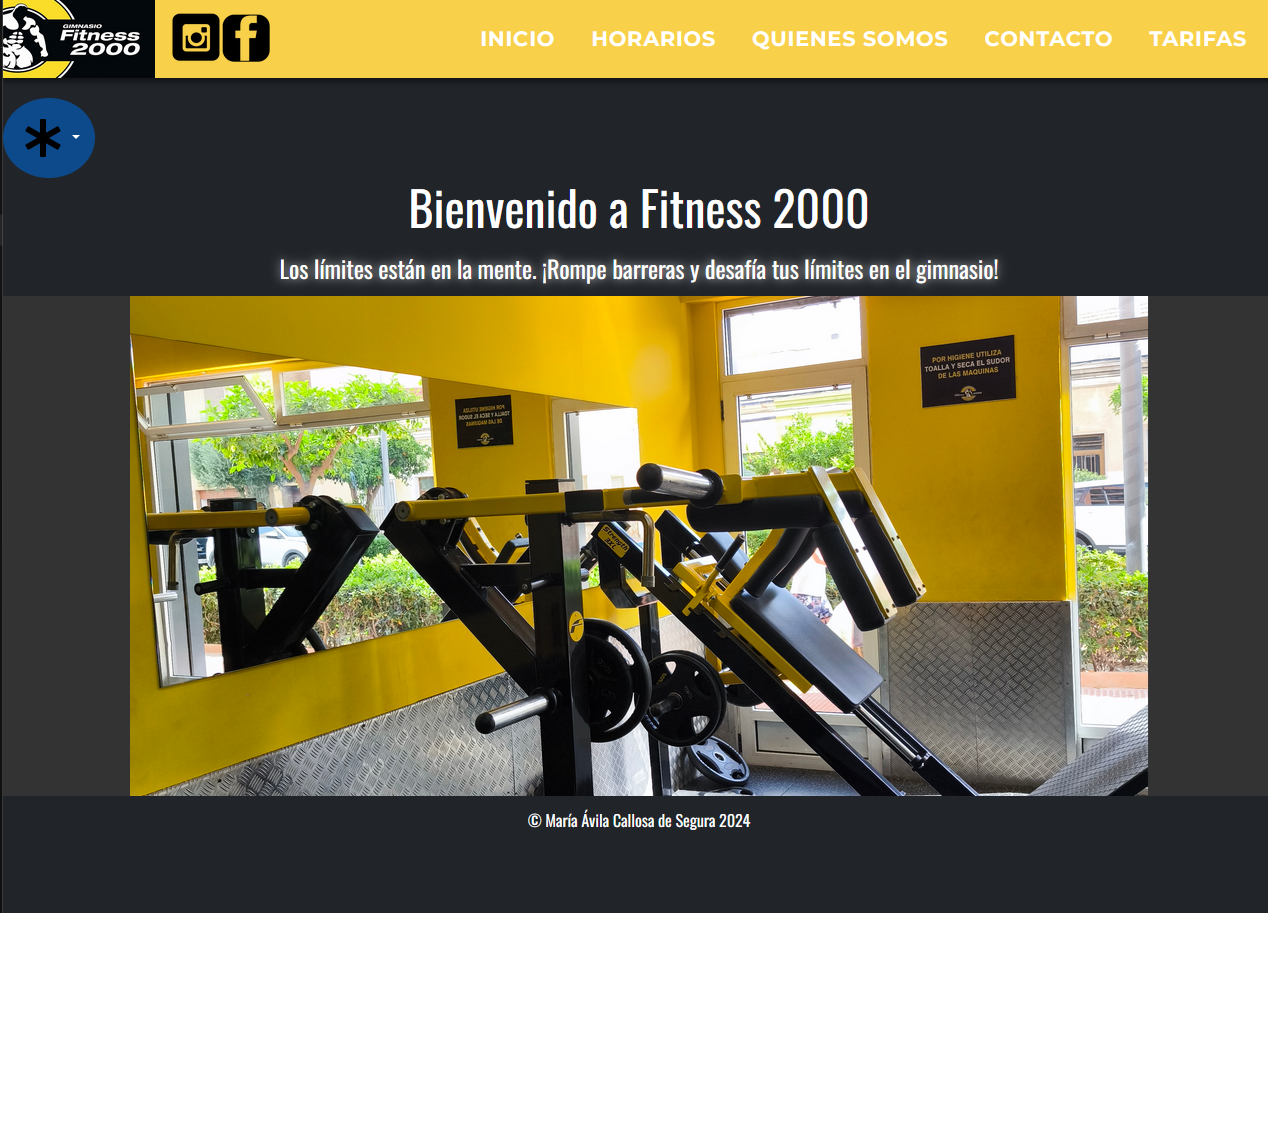 GIMNASIO
Fitness
2000
INICIO HORARIOS QUIENES SOMOS CONTACTO TARIFAS
Bienvenido a Fitness 2000
Los límites están en la mente. ¡Rompe barreras y desafía tus límites en el gimnasio!
POR HIGIENE UTILIZA
TOALLA Y SECA EL SUDOR
DE LAS MAQUINAS
© María Ávila Callosa de Segura 2024